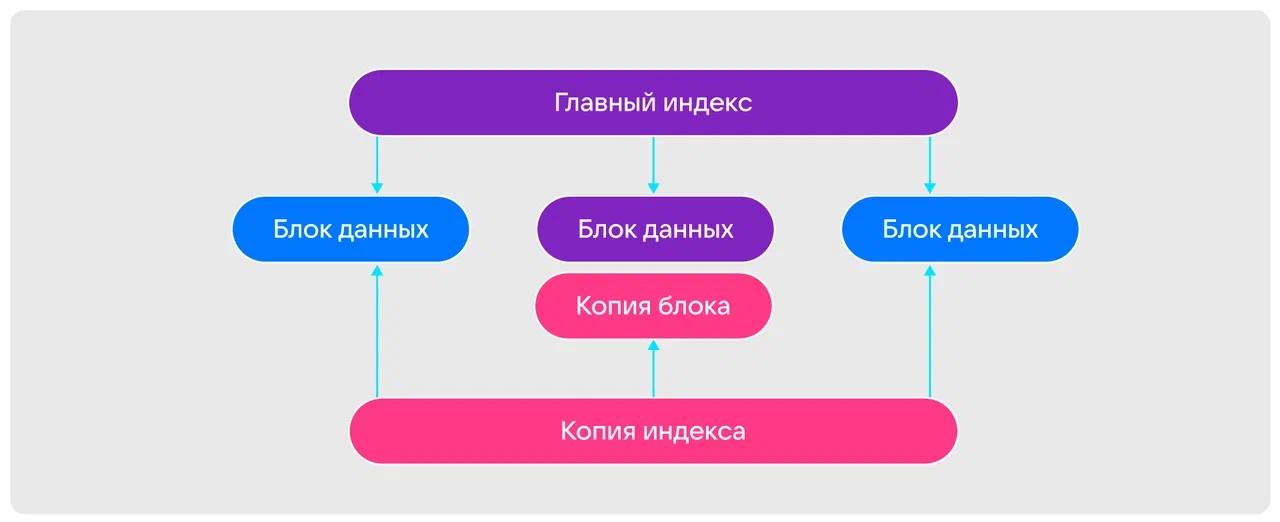 Главный индекс
Блок данных
Блок данных
Блок данных
Копия блока
Копия индекса